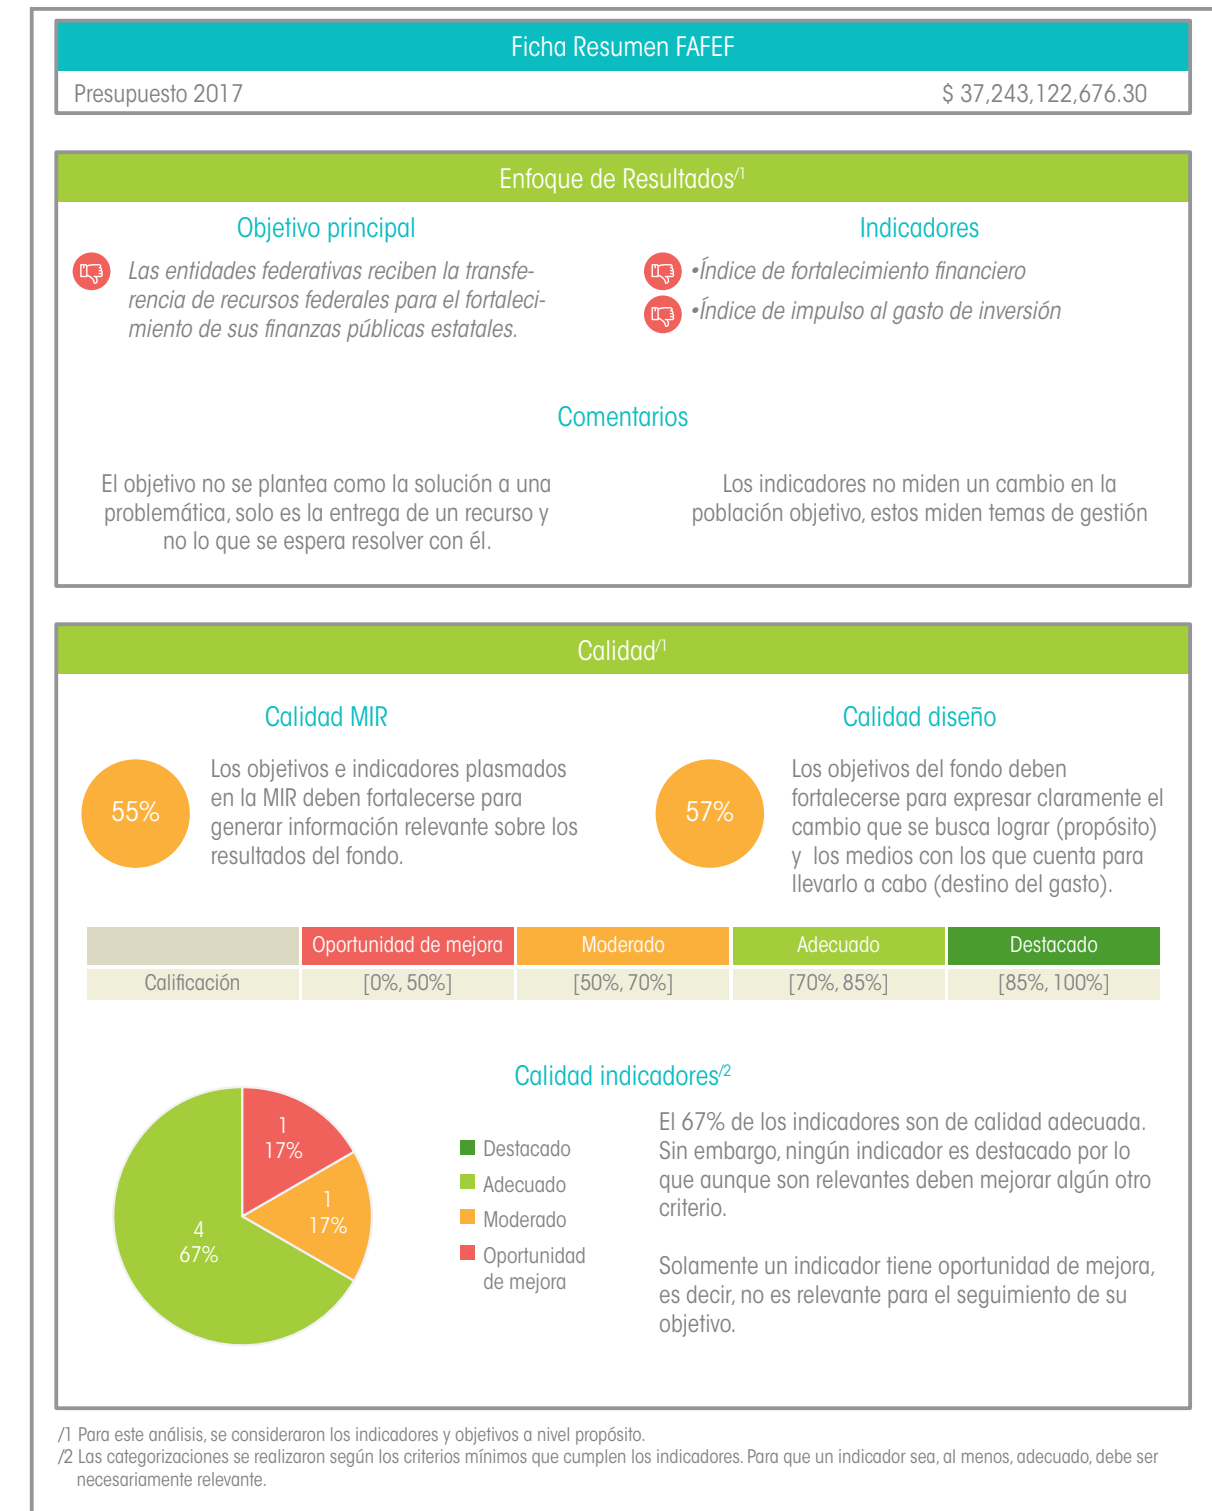 Ficha Resumen FAFEF
Presupuesto 2017 $ 37,243,122,676.30
Enfoque de Resultados/1
Objetivo principal
Las entidades federativas reciben la transfe-
rencia de recursos federales para el fortaleci-
miento de sus finanzas públicas estatales.
Indicadores
•Índice de fortalecimiento financiero
•Índice de impulso al gasto de inversión
Comentarios
El objetivo no se plantea como la solución a una
problemática, solo es la entrega de un recurso y
no lo que se espera resolver con él.
Los indicadores no miden un cambio en la
población objetivo, estos miden temas de gestión
Calidad/1
Calidad MIR
55%
Los objetivos e indicadores plasmados
en la MIR deben fortalecerse para
generar información relevante sobre los
resultados del fondo.
Calidad diseño
57%
Los objetivos del fondo deben
fortalecerse para expresar claramente el
cambio que se busca lograr (propósito)
y los medios con los que cuenta para
llevarlo a cabo (destino del gasto).
Oportunidad de mejora Moderado Adecuado Destacado
Calificación [0%, 50%] [50%, 70%] [70%, 85%] [85%, 100%]
Calidad indicadores/2
1
17%
1
17%
4
67%
Destacado
Adecuado
Moderado
Oportunidad
de mejora
El 67% de los indicadores son de calidad adecuada.
Sin embargo, ningún indicador es destacado por lo
que aunque son relevantes deben mejorar algún otro
criterio.
Solamente un indicador tiene oportunidad de mejora,
es decir, no es relevante para el seguimiento de su
objetivo.
/1 Para este análisis, se consideraron los indicadores y objetivos a nivel propósito.
/2 Las categorizaciones se realizaron según los criterios mínimos que cumplen los indicadores. Para que un indicador sea, al menos, adecuado, debe ser
necesariamente relevante.